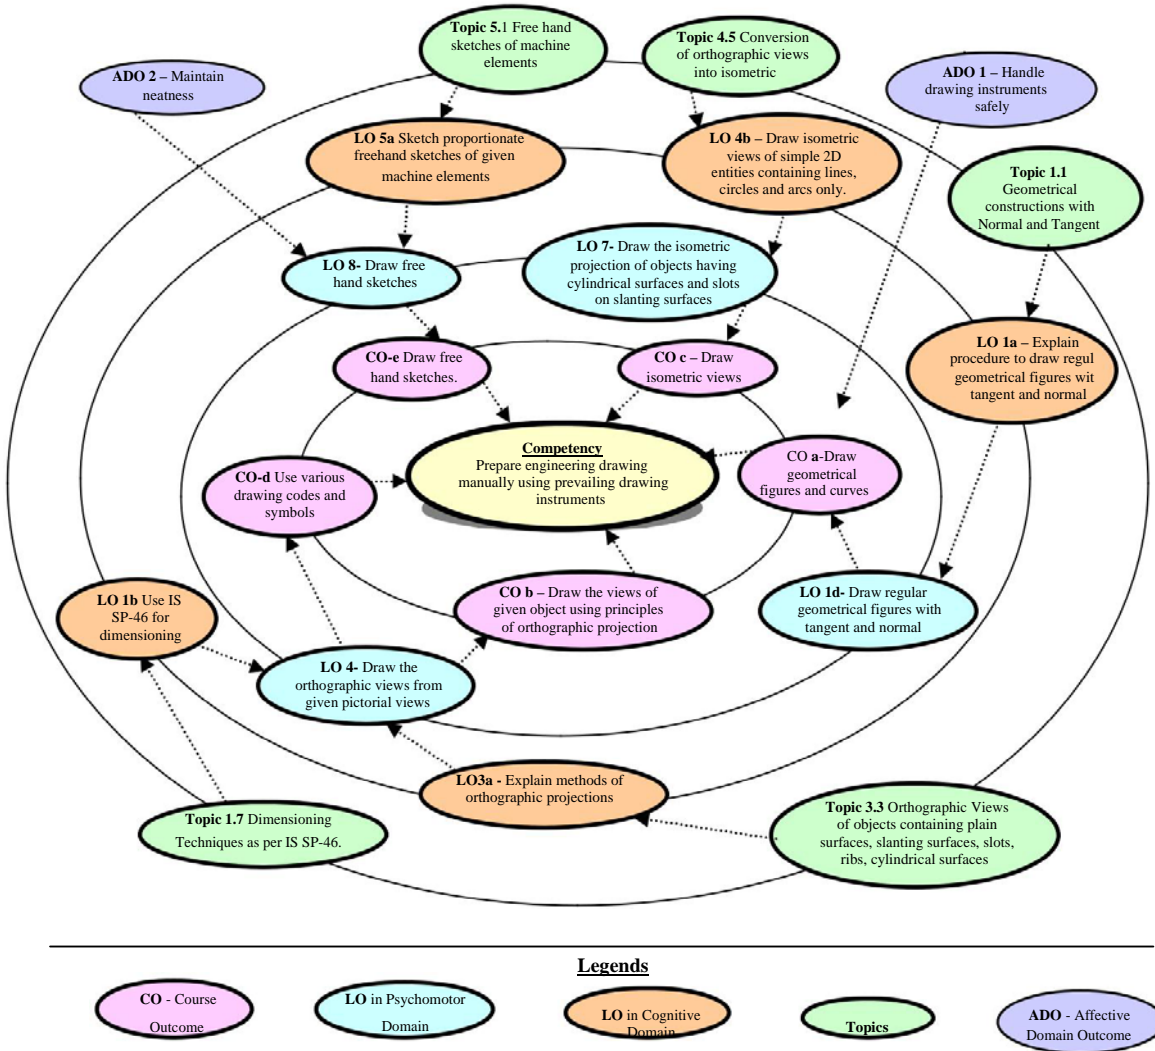 Topic 5.1 Free hand
sketches of machine
elements
Topic 4.5 Conversion
of orthographic views
into isometric
ADO 2 – Maintain
neatness
ADO 1 – Handle
drawing instruments
safely
LO 5a Sketch proportionate
freehand sketches of given
machine elements
LO 4b – Draw isometric
views of simple 2D
entities containing lines,
circles and arcs only.
Topic 1.1
Geometrical
constructions with
Normal and Tangent
LO 8- Draw free
hand sketches
LO 7- Draw the isometric
projection of objects having
cylindrical surfaces and slots
on slanting surfaces
LO 1a – Explain
procedure to draw regul
geometrical figures wit
tangent and normal
CO-e Draw free
hand sketches.
CO c – Draw
isometric views
Competency
Prepare engineering drawing
manually using prevailing drawing
instruments
CO-d Use various
drawing codes and
symbols
CO a-Draw
geometrical
figures and curves
LO 1b Use IS
SP-46 for
dimensioning
CO b – Draw the views of
given object using principles
of orthographic projection
LO 1d- Draw regular
geometrical figures with
tangent and normal
LO 4- Draw the
orthographic views from
given pictorial views
LO3a - Explain methods of
orthographic projections
Topic 1.7 Dimensioning
Techniques as per IS SP-46.
Topic 3.3 Orthographic Views
of objects containing plain
surfaces, slanting surfaces, slots,
ribs, cylindrical surfaces
Legends
CO - Course
Outcome
LO in Psychomotor
Domain
LO in Cognitive
Domain
Topics
ADO - Affective
Domain Outcome